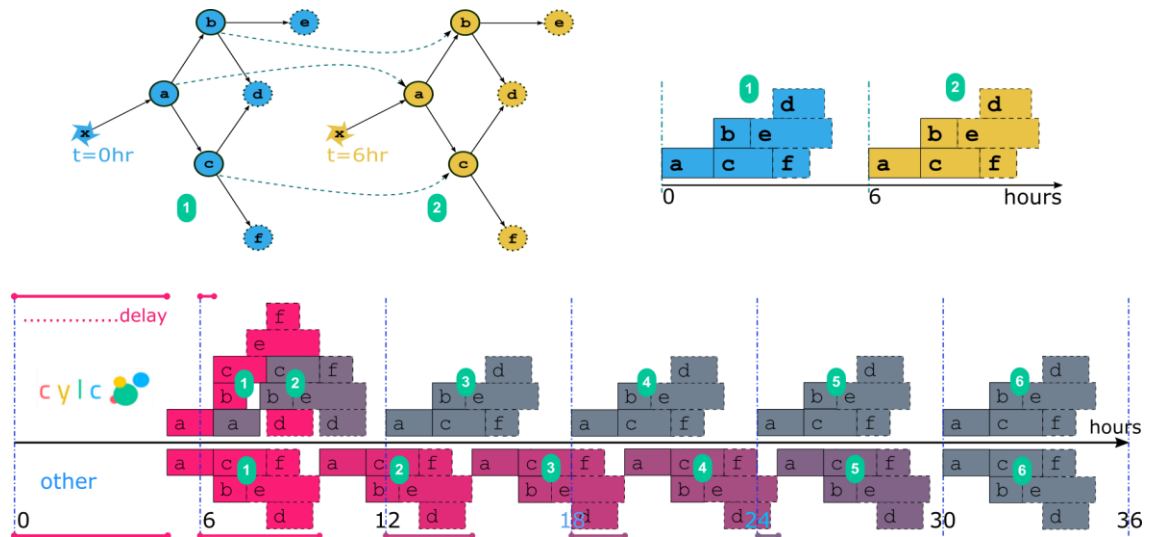 b e b e
a d a d
x x
t=0hr t=6hr
c c
1 2
f f
1 d 2 d
b e b e
a c f a c f
0 6 hours
...............delay
f
e
c c f d d d d
1 2 3 4 5 6
cylc b b e b e b e b e b e
a a d d a c f a c f a c f a c f
hours
a c f a c f a c f a c f a c f a c f
other 1 2 3 4 5 6
b e b e b e b e b e b e
d d d d d d
0 6 12 18 24 30 36